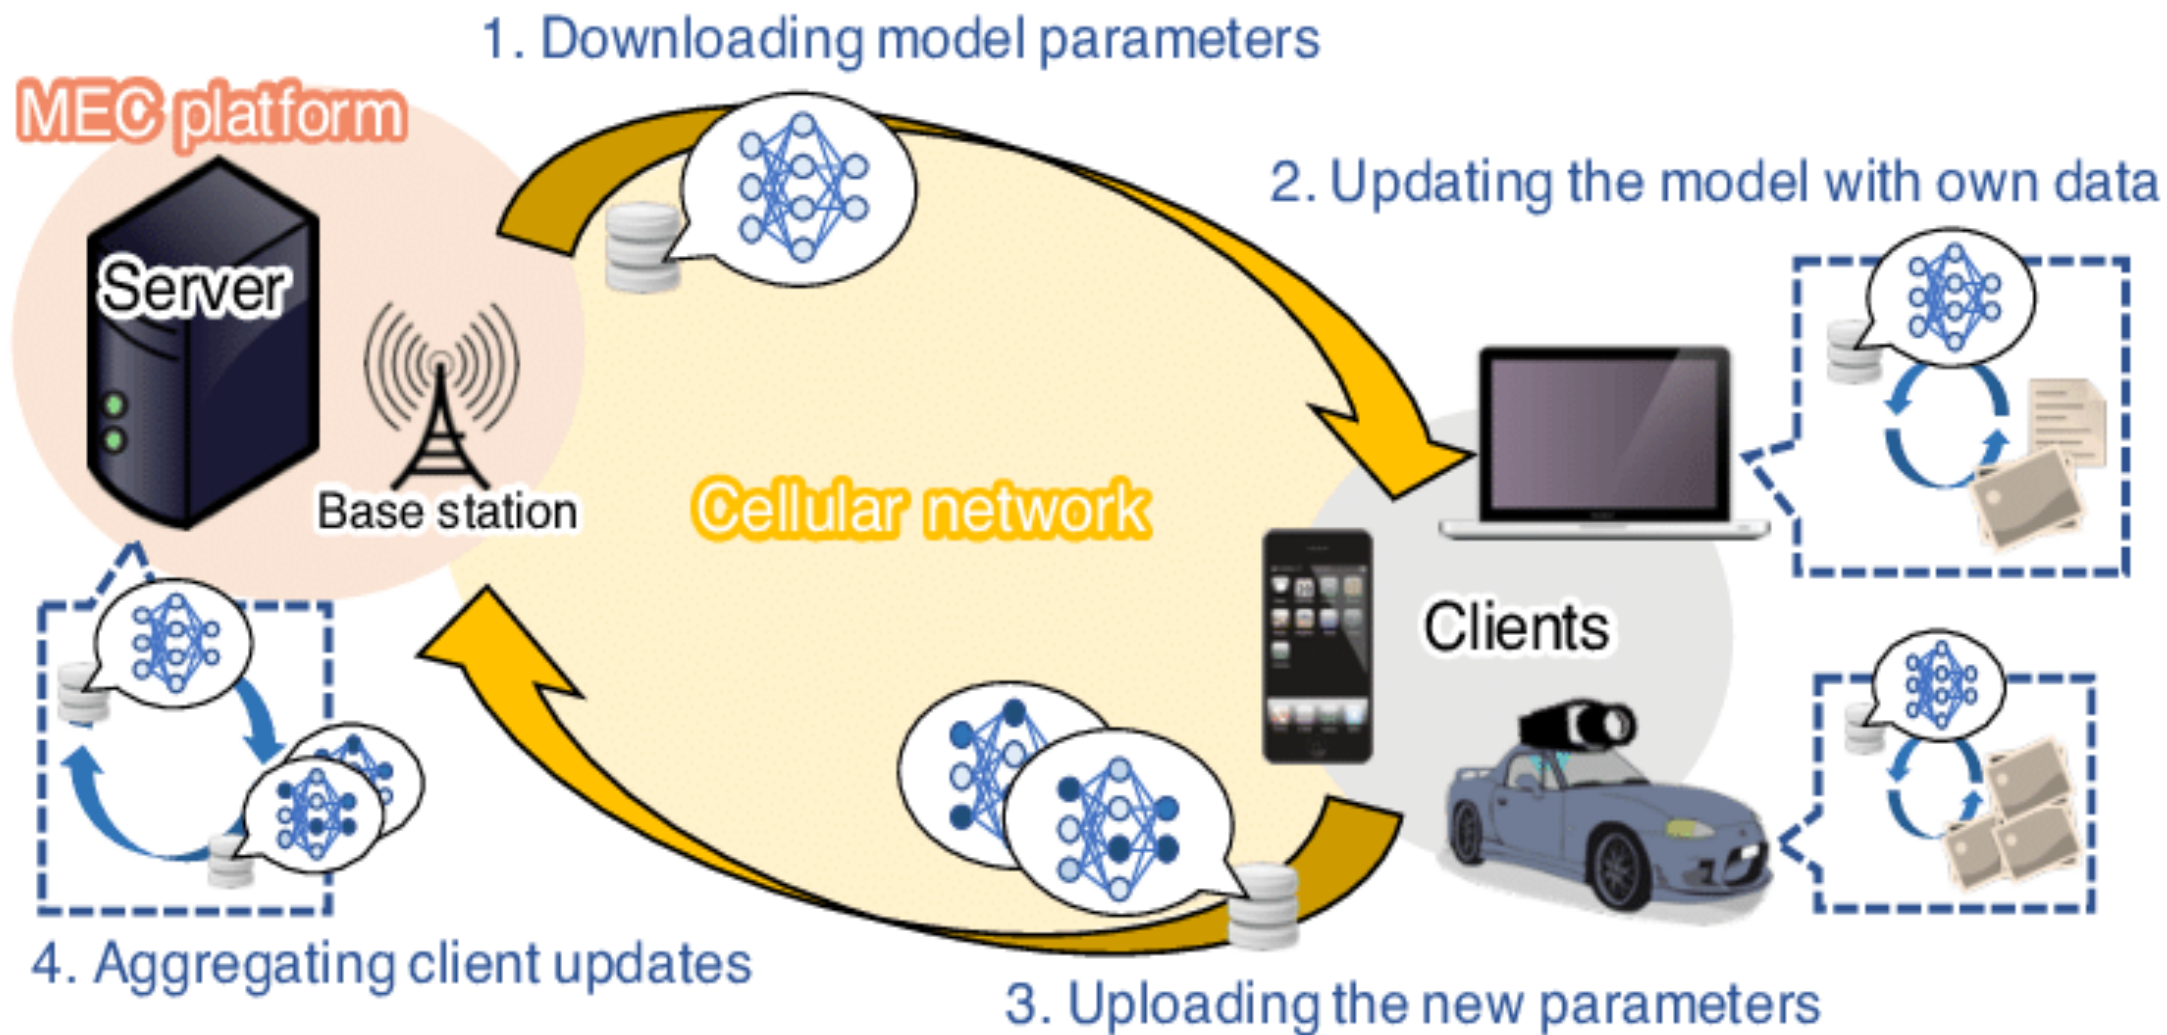 1. Downloading model parameters
MEC platform
2. Updating the model with own data
Server
Base station
Cellular network
Clients
4. Aggregating client updates
3. Uploading the new parameters